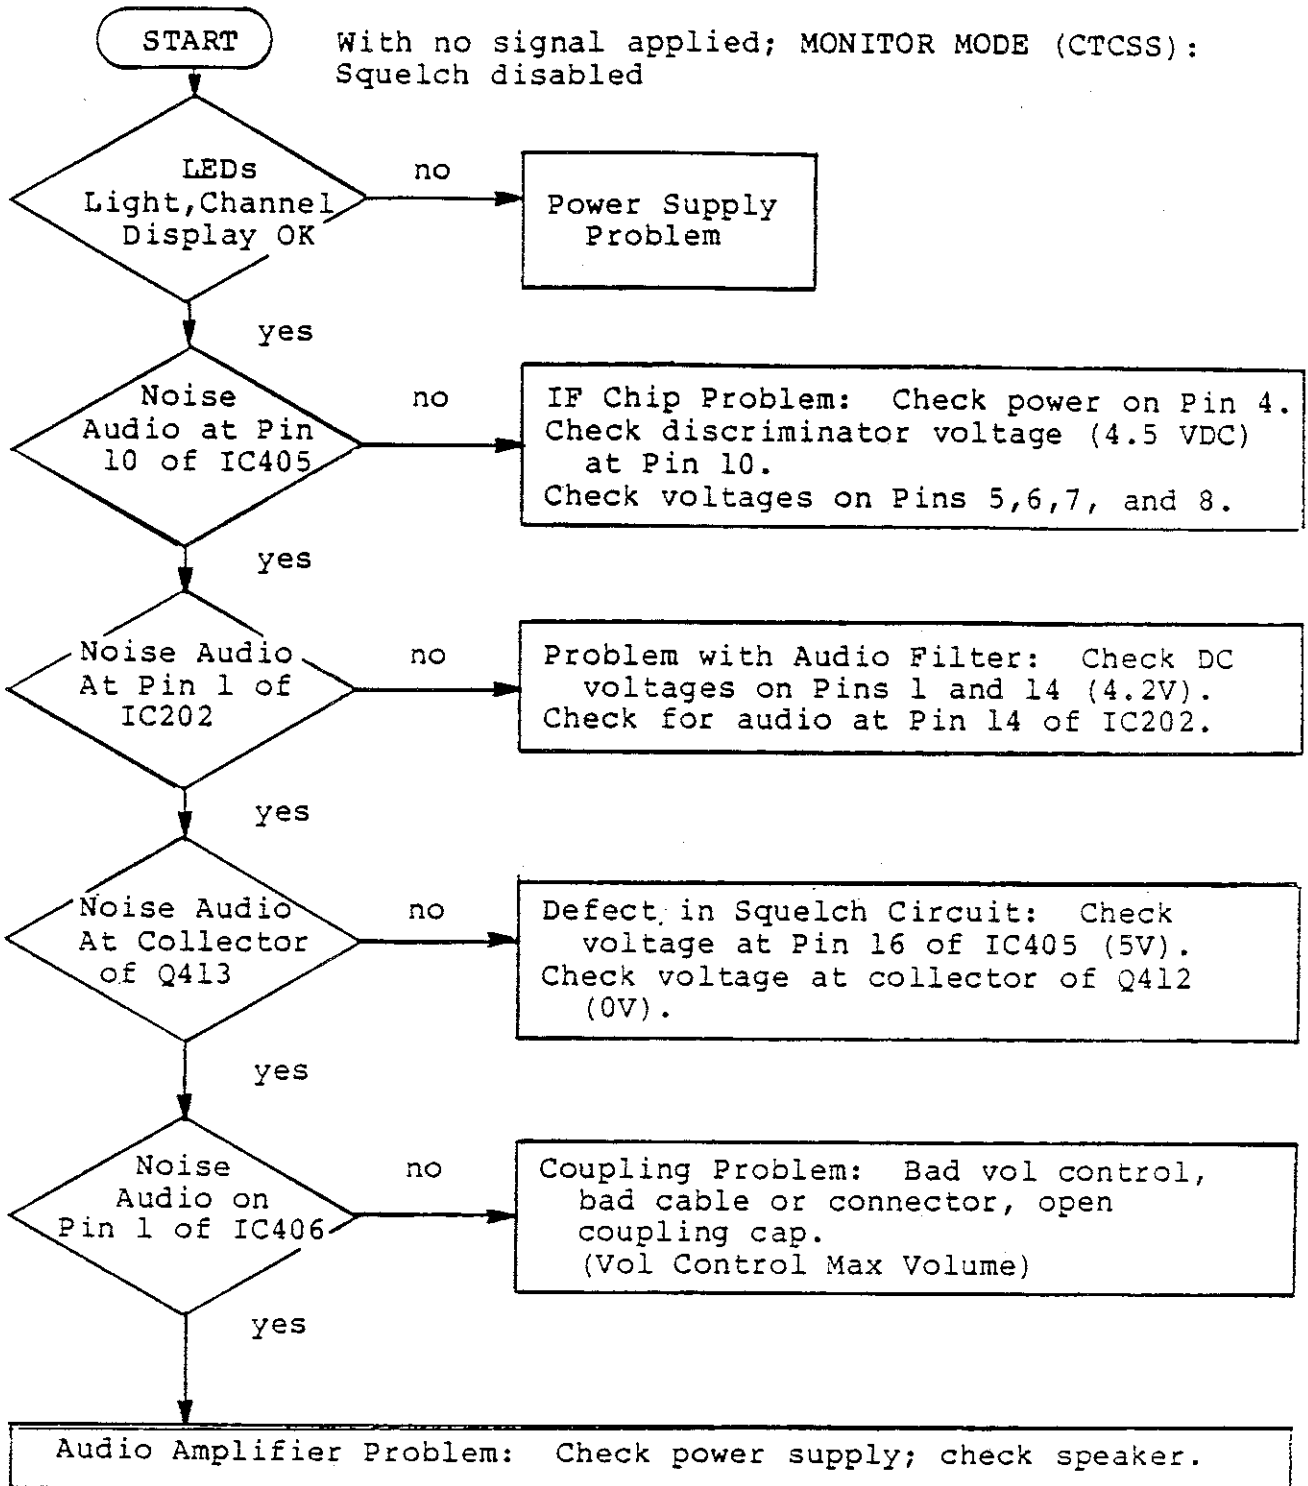 START
With no signal applied; MONITOR MODE (CTCSS):
Squelch disabled
LEDs
Light,Channel
Display OK
no
Power Supply
Problem
yes
Noise
Audio at Pin
10 of IC405
no
IF Chip Problem: Check power on Pin 4.
Check discriminator voltage (4.5 VDC)
at Pin 10.
Check voltages on Pins 5,6,7, and 8.
yes
Noise Audio
At Pin 1 of
IC202
no
Problem with Audio Filter: Check DC
voltages on Pins 1 and 14 (4.2V).
Check for audio at Pin 14 of IC202.
yes
Noise Audio
At Collector
of Q413
no
Defect in Squelch Circuit: Check
voltage at Pin 16 of IC405 (5V).
Check voltage at collector of Q412
(0V).
yes
Noise
Audio on
Pin 1 of IC406
no
Coupling Problem: Bad vol control,
bad cable or connector, open
coupling cap.
(Vol Control Max Volume)
yes
Audio Amplifier Problem: Check power supply; check speaker.